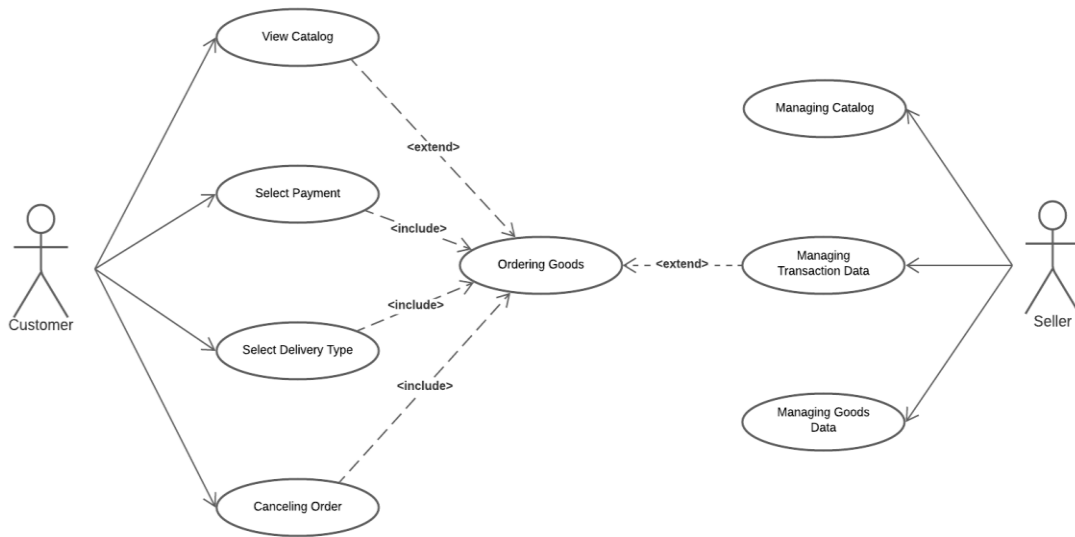 View Catalog
Managing Catalog
<extend>
Select Payment
<include>
Ordering Goods
<extend>
Managing
Transaction Data
Customer
Seller
<include>
Select Delivery Type
<include>
Managing Goods
Data
Canceling Order